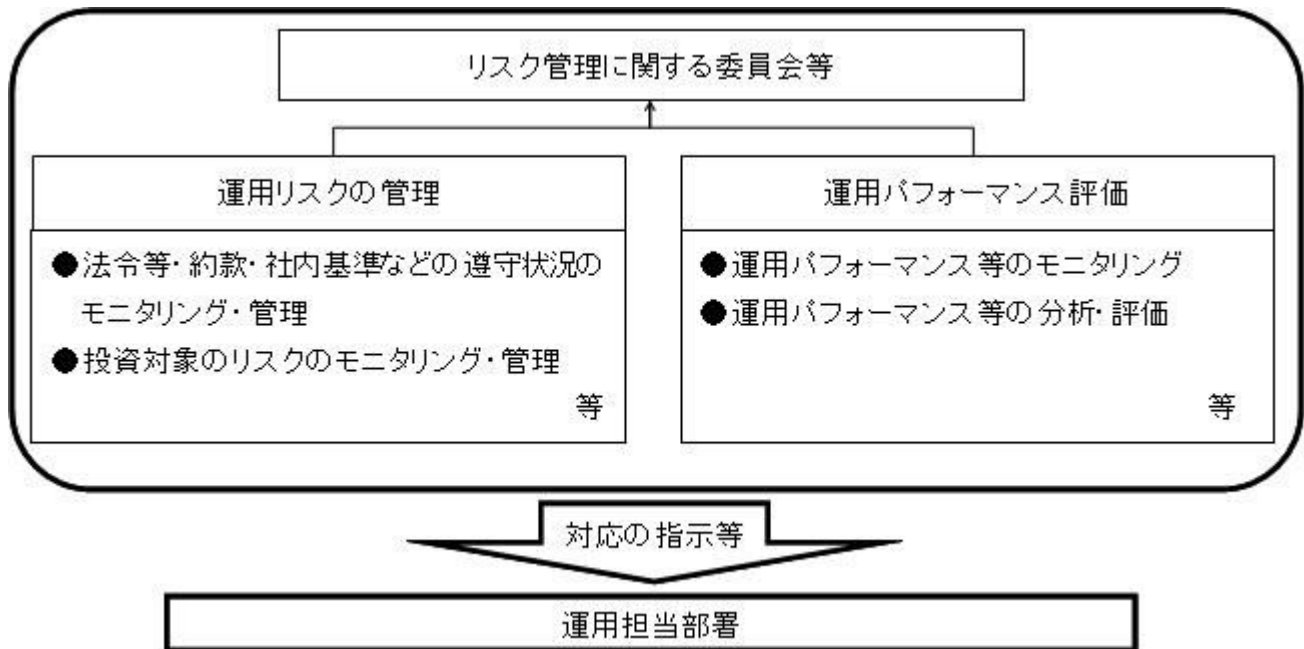 リスク管理に関する委員会等
運用リスクの管理
●法令等・約款・社内基準などの遵守状況の
モニタリング・管理
●投資対象のリスクのモニタリング・管理
等
運用パフォーマンス評価
●運用パフォーマンス等のモニタリング
●運用パフォーマンス等の分析・評価
等
対応の指示等
運用担当部署